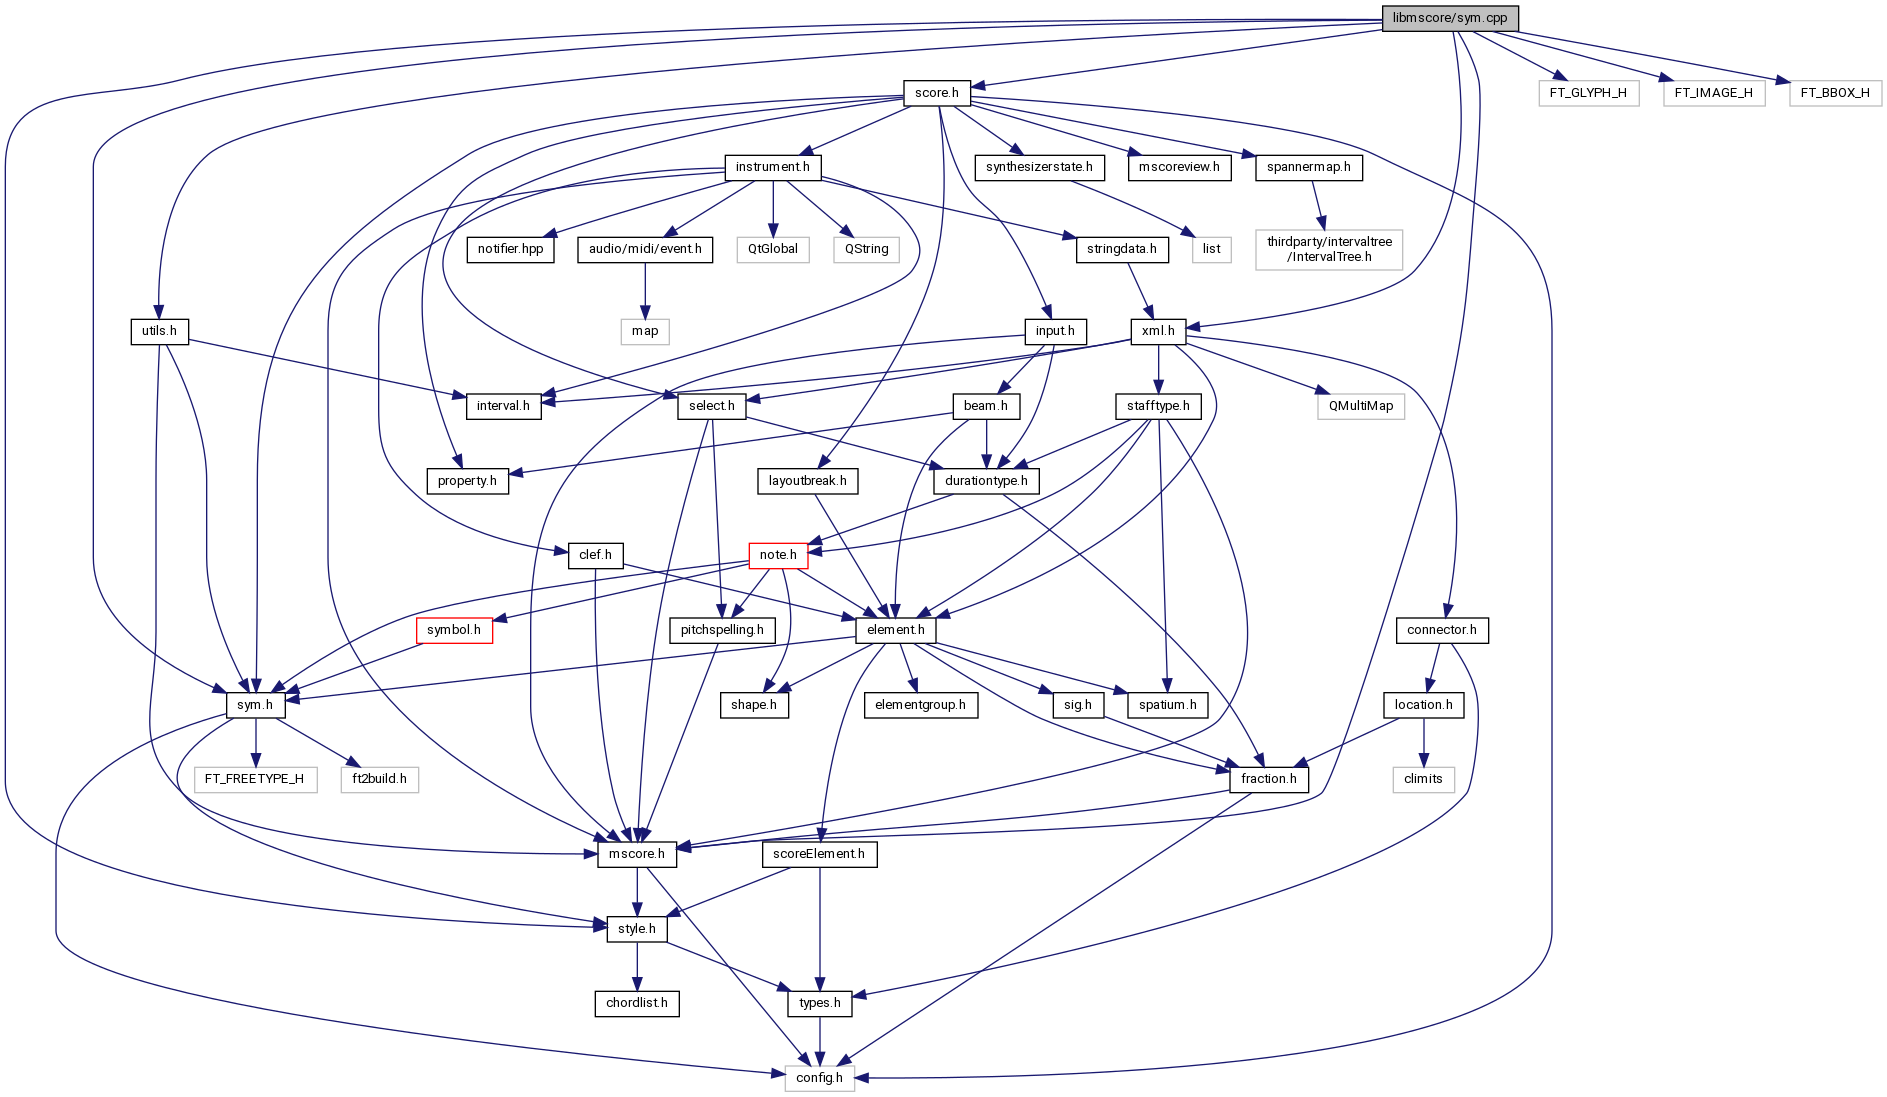 libmscore/sym.cpp
score.h
FT_GLYPH_H
FT_IMAGE_H
FT_BBOX_H
instrument.h
synthesizerstate.h
mscoreview.h
spannermap.h
notifier.hpp
audio/midi/event.h
QtGlobal
QString
stringdata.h
list
thirdparty/intervaltree
/IntervalTree.h
utils.h
map
input.h
xml.h
interval.h
select.h
beam.h
stafftype.h
QMultiMap
property.h
layoutbreak.h
durationtype.h
clef.h
note.h
symbol.h
pitchspelling.h
element.h
connector.h
sym.h
shape.h
elementgroup.h
sig.h
spatium.h
location.h
FT_FREETYPE_H
ft2build.h
fraction.h
climits
mscore.h
scoreElement.h
style.h
chordlist.h
types.h
config.h